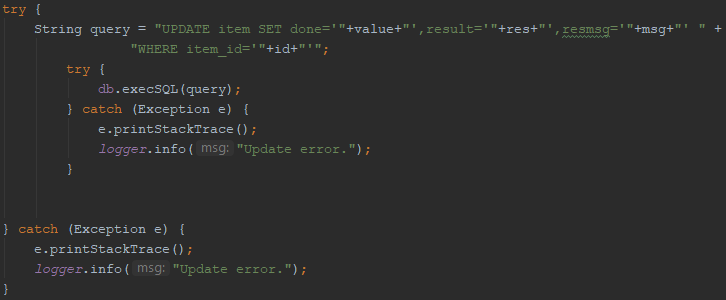 try {
String query = "UPDATE item SET done='"+value+"',result='"+res+"',resmsg='"+msg+"' " +
"WHERE item_id='"+id+"'";
try {
db.execSQL(query);
} catch (Exception e) {
e.printStackTrace();
logger.info( msg: "Update error.");
}
} catch (Exception e) {
e.printStackTrace();
logger.info( msg: "Update error.");
}